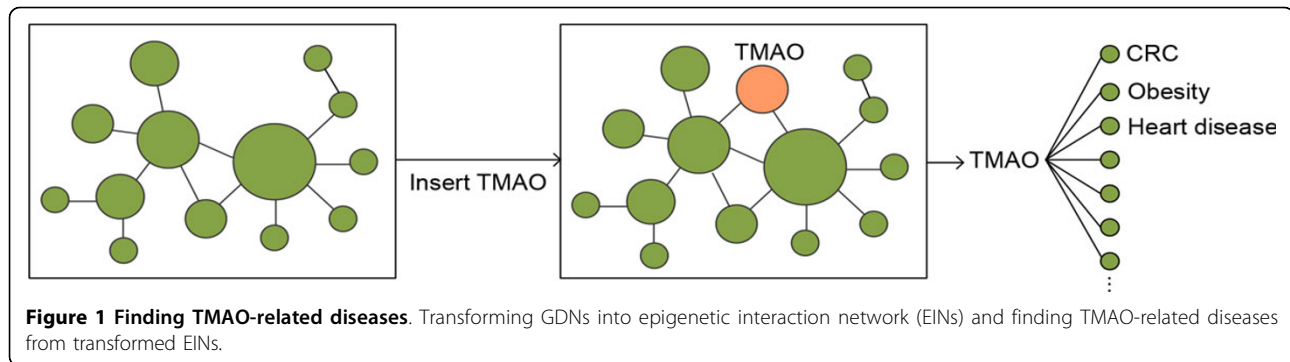 TMAO
CRC
Obesity
Heart disease
Insert TMAO
TMAO
⋮
Figure 1 Finding TMAO-related diseases. Transforming GDNs into epigenetic interaction network (EINs) and finding TMAO-related diseases
from transformed EINs.